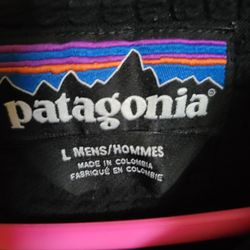 patagonia
L MENS/HOMMES
MADE IN COLOMBIA
FABRIQUÉ EN COLOMBIE